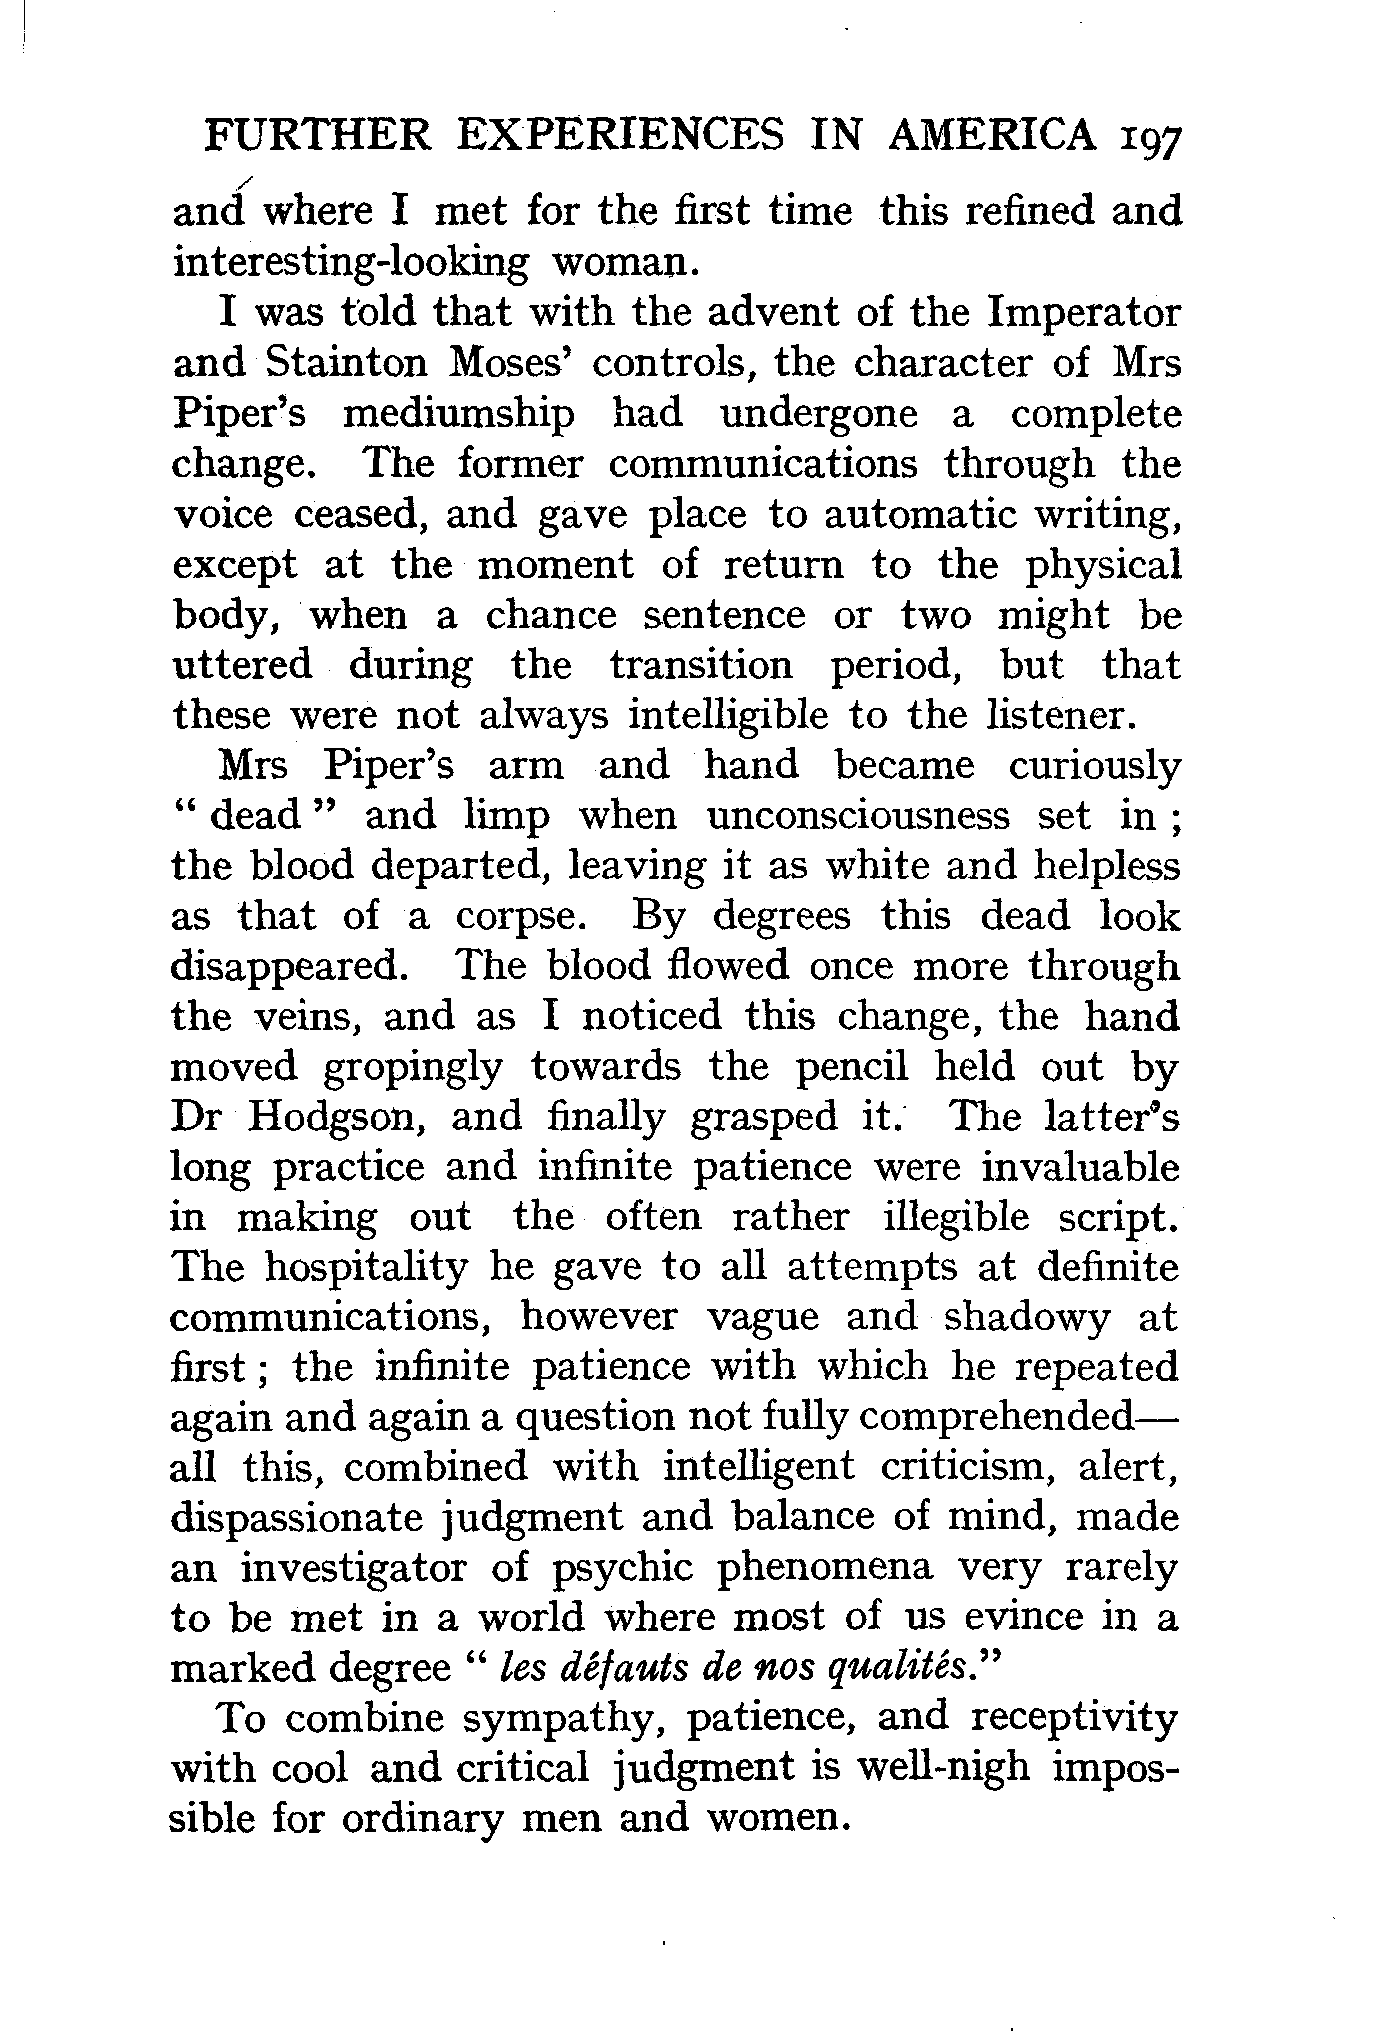 FURTHER EXPERIENCES IN AMERICA 197
and where I met for the first time this refined and
interesting-looking woman.
I was told that with the advent of the Imperator
and Stainton Moses’ controls, the character of Mrs
Piper’s mediumship had undergone a complete
change. The former communications through the
voice ceased, and gave place to automatic writing,
except at the moment of return to the physical
body, when a chance sentence or two might be
uttered during the transition period, but that
these were not always intelligible to the listener.
Mrs Piper’s arm and hand became curiously
“ dead ” and limp when unconsciousness set in ;
the blood departed, leaving it as white and helpless
as that of a corpse. By degrees this dead look
disappeared. The blood flowed once more through
the veins, and as I noticed this change, the hand
moved gropingly towards the pencil held out by
Dr Hodgson, and finally grasped it. The latter’s
long practice and infinite patience were invaluable
in making out the often rather illegible script.
The hospitality he gave to all attempts at definite
communications, however vague and shadowy at
first ; the infinite patience with which he repeated
again and again a question not fully comprehended—
all this, combined with intelligent criticism, alert,
dispassionate judgment and balance of mind, made
an investigator of psychic phenomena very rarely
to be met in a world where most of us evince in a
marked degree “ les défauts de nos qualités.”
To combine sympathy, patience, and receptivity
with cool and critical judgment is well-nigh impos-
sible for ordinary men and women.